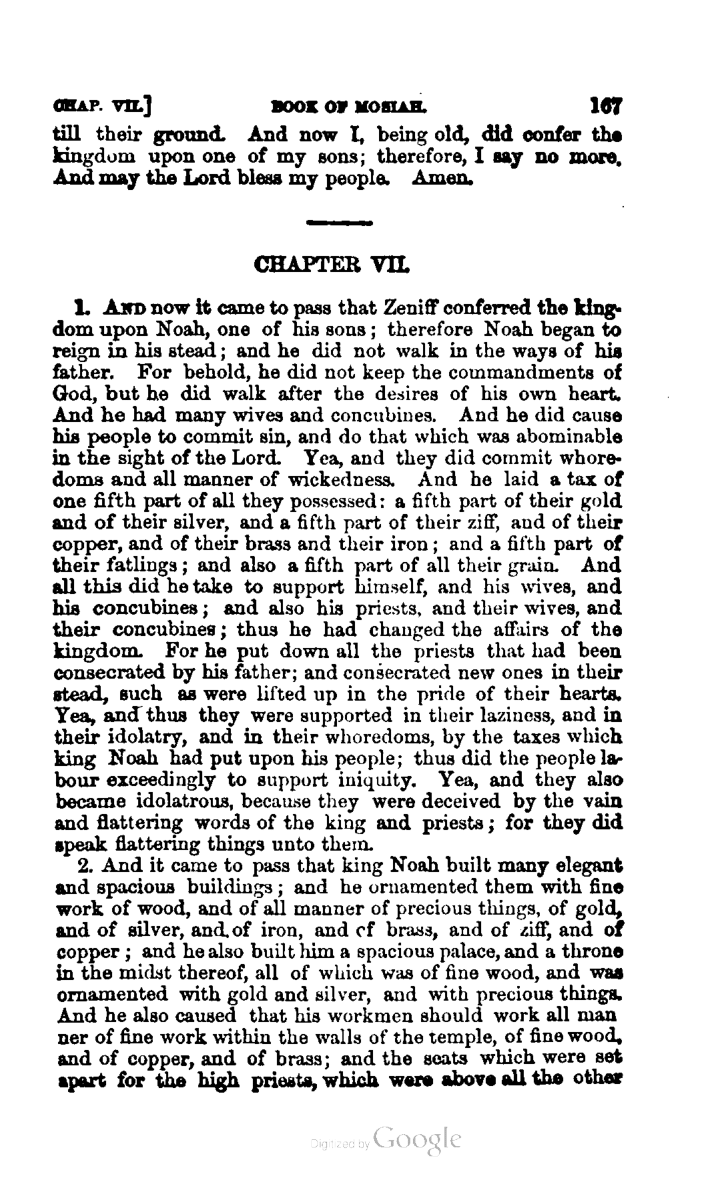 CHAP. VII.] BOOK OF MOSIAH. 167
till their ground. And now I, being old, did confer the
kingdom upon one of my sons; therefore, I say no more.
And may the Lord bless my people. Amen.
CHAPTER VII.
1. AND now it came to pass that Zeniff conferred the king-
dom upon Noah, one of his sons; therefore Noah began to
reign in his stead; and he did not walk in the ways of his
father. For behold, he did not keep the commandments of
God, but he did walk after the desires of his own heart.
And he had many wives and concubines. And he did cause
his people to commit sin, and do that which was abominable
in the sight of the Lord. Yea, and they did commit whore-
doms and all manner of wickedness. And he laid a tax of
one fifth part of all they possessed: a fifth part of their gold
and of their silver, and a fifth part of their ziff, and of their
copper, and of their brass and their iron; and a fifth part of
their fatlings; and also a fifth part of all their grain. And
all this did he take to support himself, and his wives, and
his concubines; and also his priests, and their wives, and
their concubines; thus he had changed the affairs of the
kingdom. For he put down all the priests that had been
consecrated by his father; and consecrated new ones in their
stead, such as were lifted up in the pride of their hearts.
Yea, and thus they were supported in their laziness, and in
their idolatry, and in their whoredoms, by the taxes which
king Noah had put upon his people; thus did the people la-
bour exceedingly to support iniquity. Yea, and they also
became idolatrous, because they were deceived by the vain
and flattering words of the king and priests; for they did
speak flattering things unto them.
2. And it came to pass that king Noah built many elegant
and spacious buildings; and he ornamented them with fine
work of wood, and of all manner of precious things, of gold,
and of silver, and of iron, and of brass, and of ziff, and of
copper; and he also built him a spacious palace, and a throne
in the midst thereof, all of which was of fine wood, and was
ornamented with gold and silver, and with precious things.
And he also caused that his workmen should work all man
ner of fine work within the walls of the temple, of fine wood,
and of copper, and of brass; and the seats which were set
apart for the high priests, which were above all the other
Digitized by Google